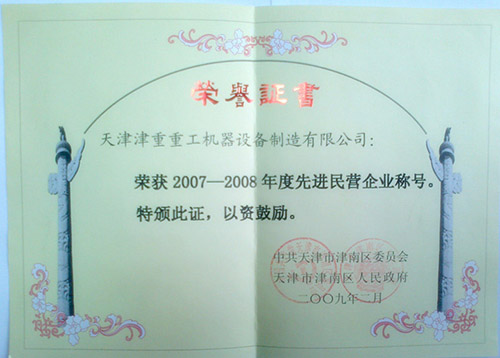 榮譽証書
天津津重重工机器设备制造有限公司:
荣获2007—2008年度先进民营企业称号。
特颁此证，以资鼓励。
中共天津市津南区委员会
天津市津南区人民政府
二〇〇九年二月